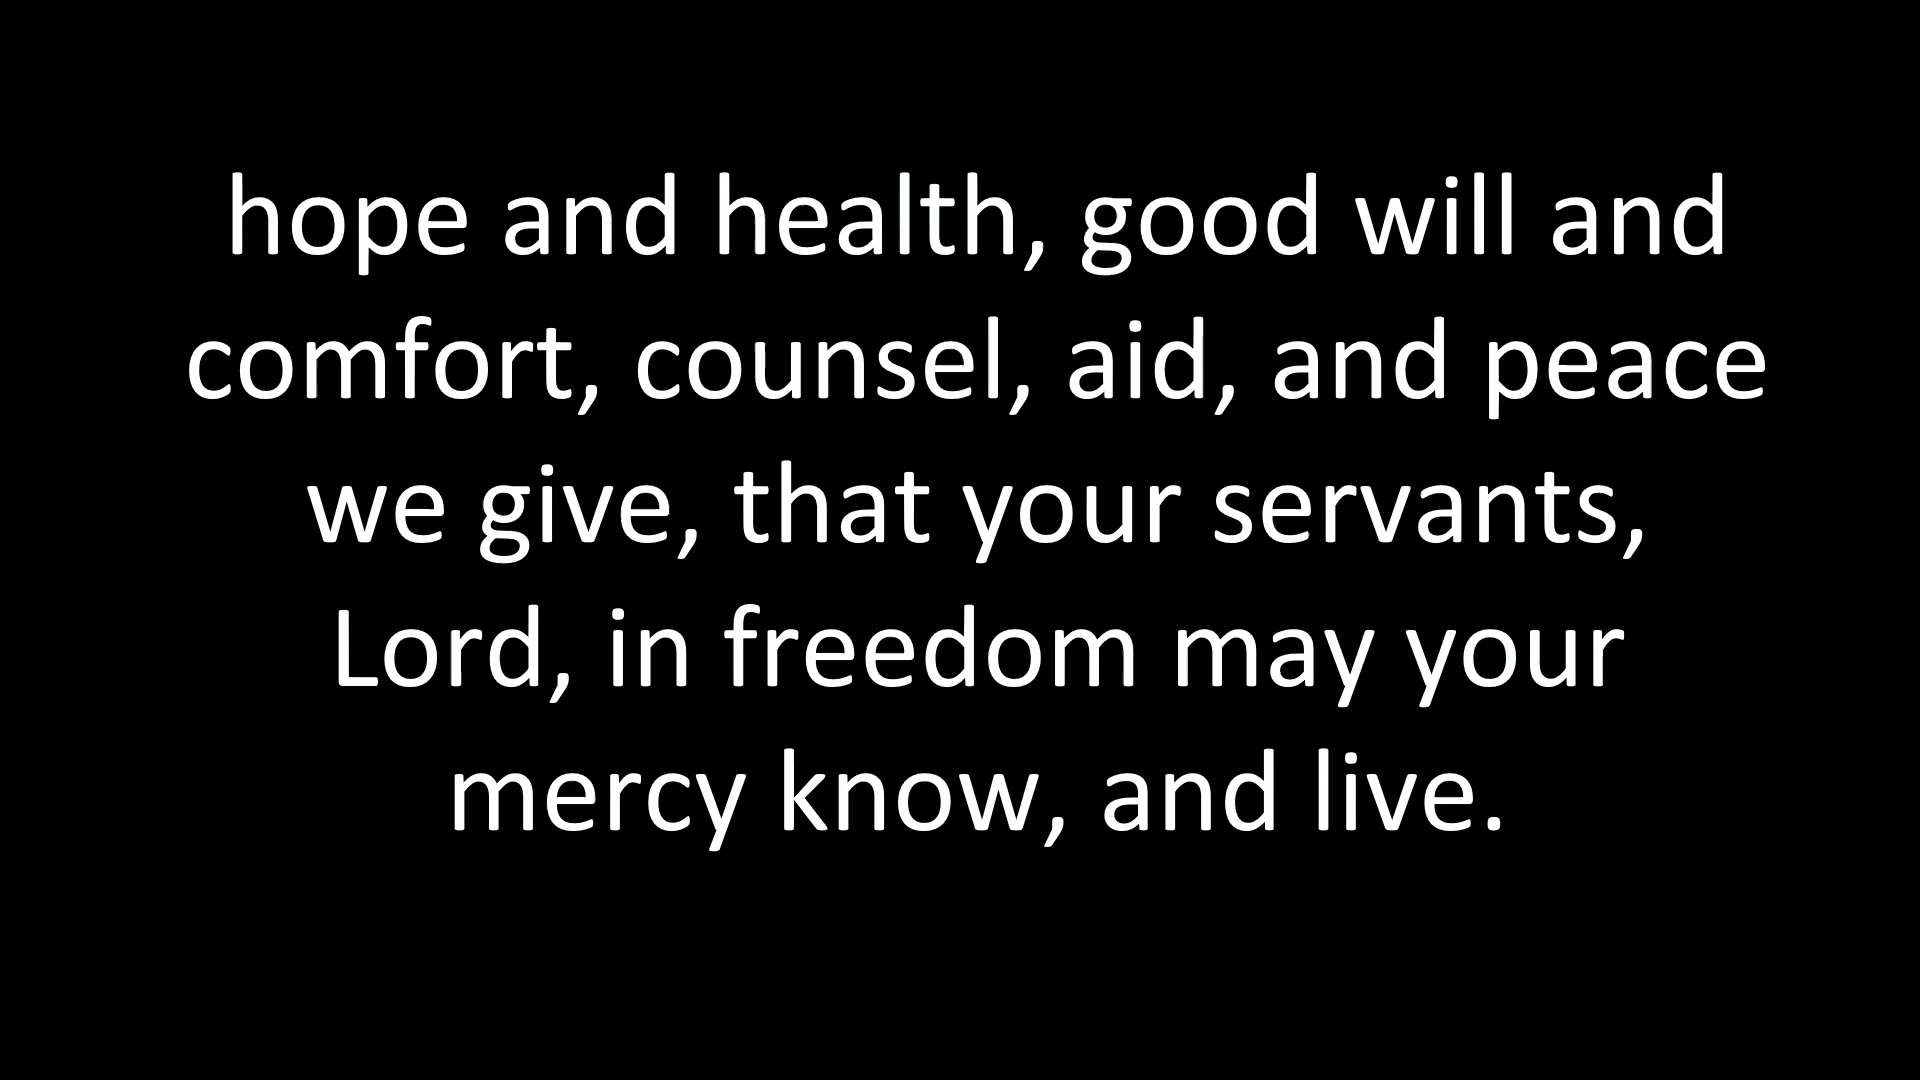 hope and health, good will and
comfort, counsel, aid, and peace
we give, that your servants,
Lord, in freedom may your
mercy know, and live.